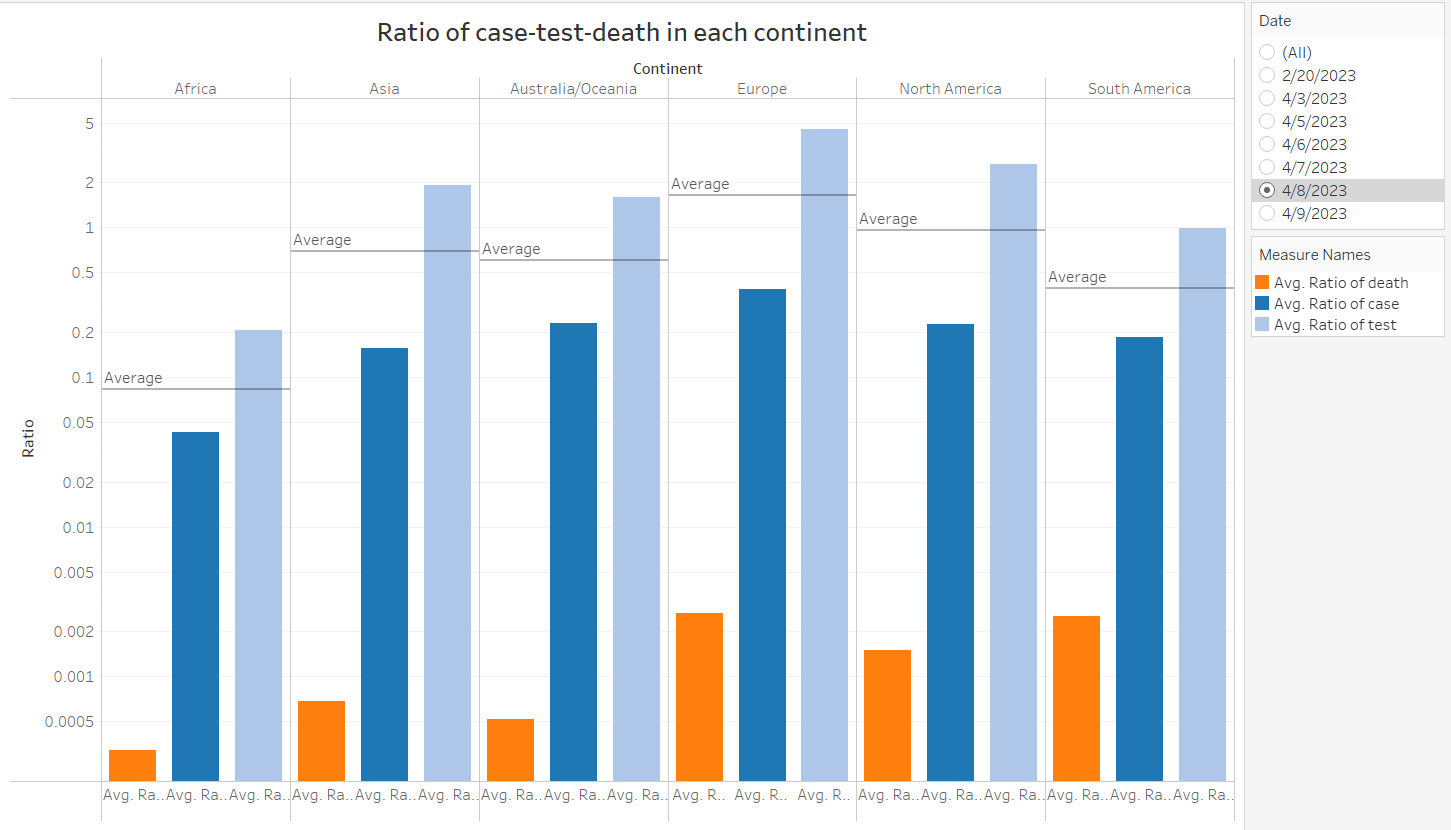 Ratio of case-test-death in each continent
Continent
Africa Asia Australia/Oceania Europe North America South America
5
2
1
0.5
0.2
0.1
0.05
0.02
0.01
0.005
0.002
0.001
0.0005
Ratio
Average
Average
Average
Average
Average
Average
Avg. Ra.. Avg. Ra.. Avg. Ra.. Avg. Ra.. Avg. Ra.. Avg. Ra.. Avg. Ra.. Avg. Ra.. Avg. Ra.. Avg. R.. Avg. R.. Avg. R.. Avg. Ra.. Avg. Ra.. Avg. Ra.. Avg. Ra.. Avg. Ra.. Avg. Ra..
Date
(All)
2/20/2023
4/3/2023
4/5/2023
4/6/2023
4/7/2023
4/8/2023
4/9/2023
Measure Names
Avg. Ratio of death
Avg. Ratio of case
Avg. Ratio of test